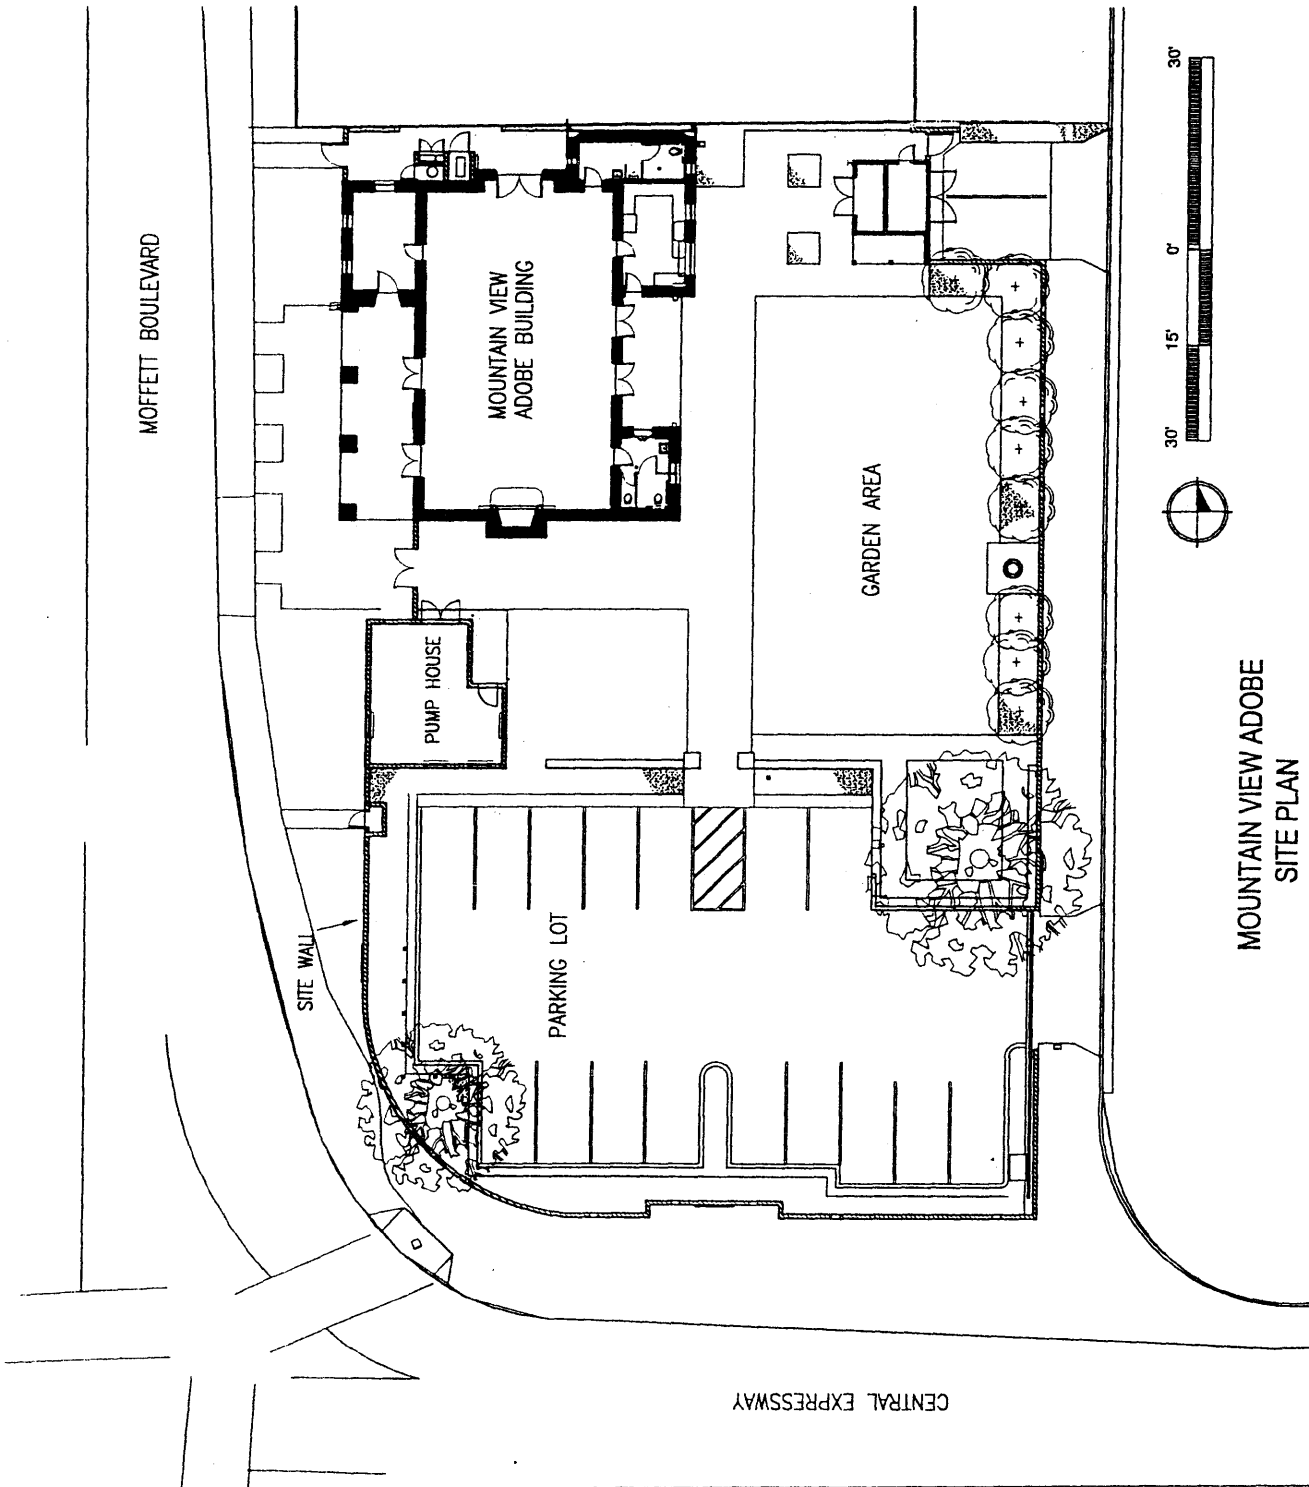 MOFFETT BOULEVARD
MOUNTAIN VIEW
ADOBE BUILDING
PUMP HOUSE
GARDEN AREA
SITE WALL
PARKING LOT
CENTRAL EXPRESSWAY
30'
15'
0'
30'
MOUNTAIN VIEW ADOBE
SITE PLAN